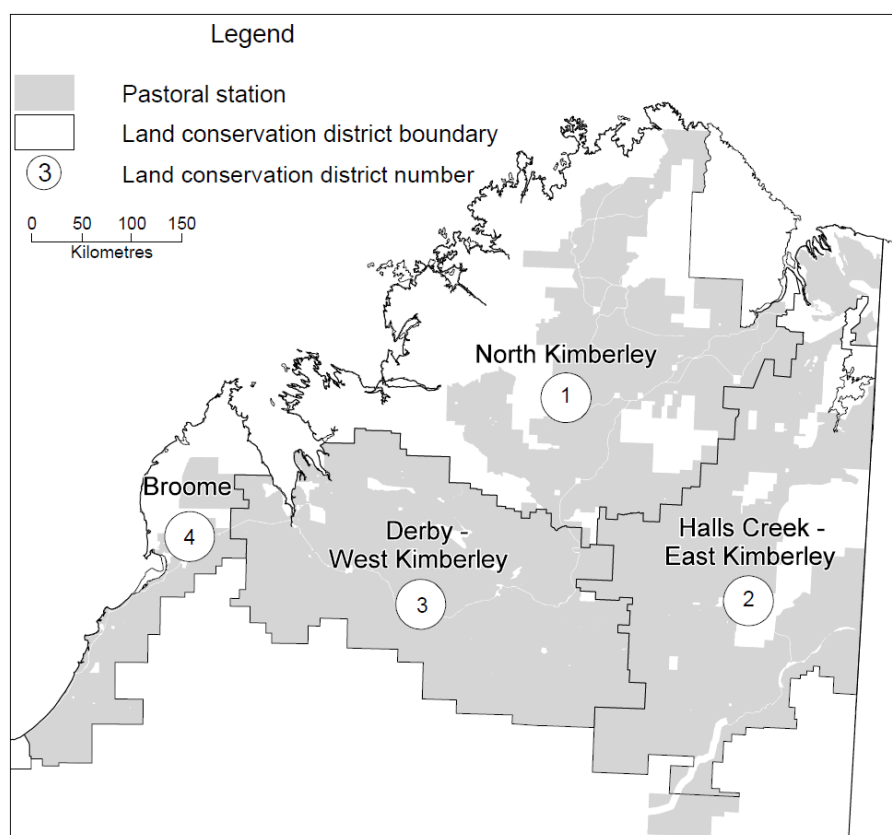 Legend
Pastoral station
Land conservation district boundary
3
Land conservation district number
0 50 100 150
Kilometres
North Kimberley
1
Broome
4
Derby -
West Kimberley
3
Halls Creek -
East Kimberley
2